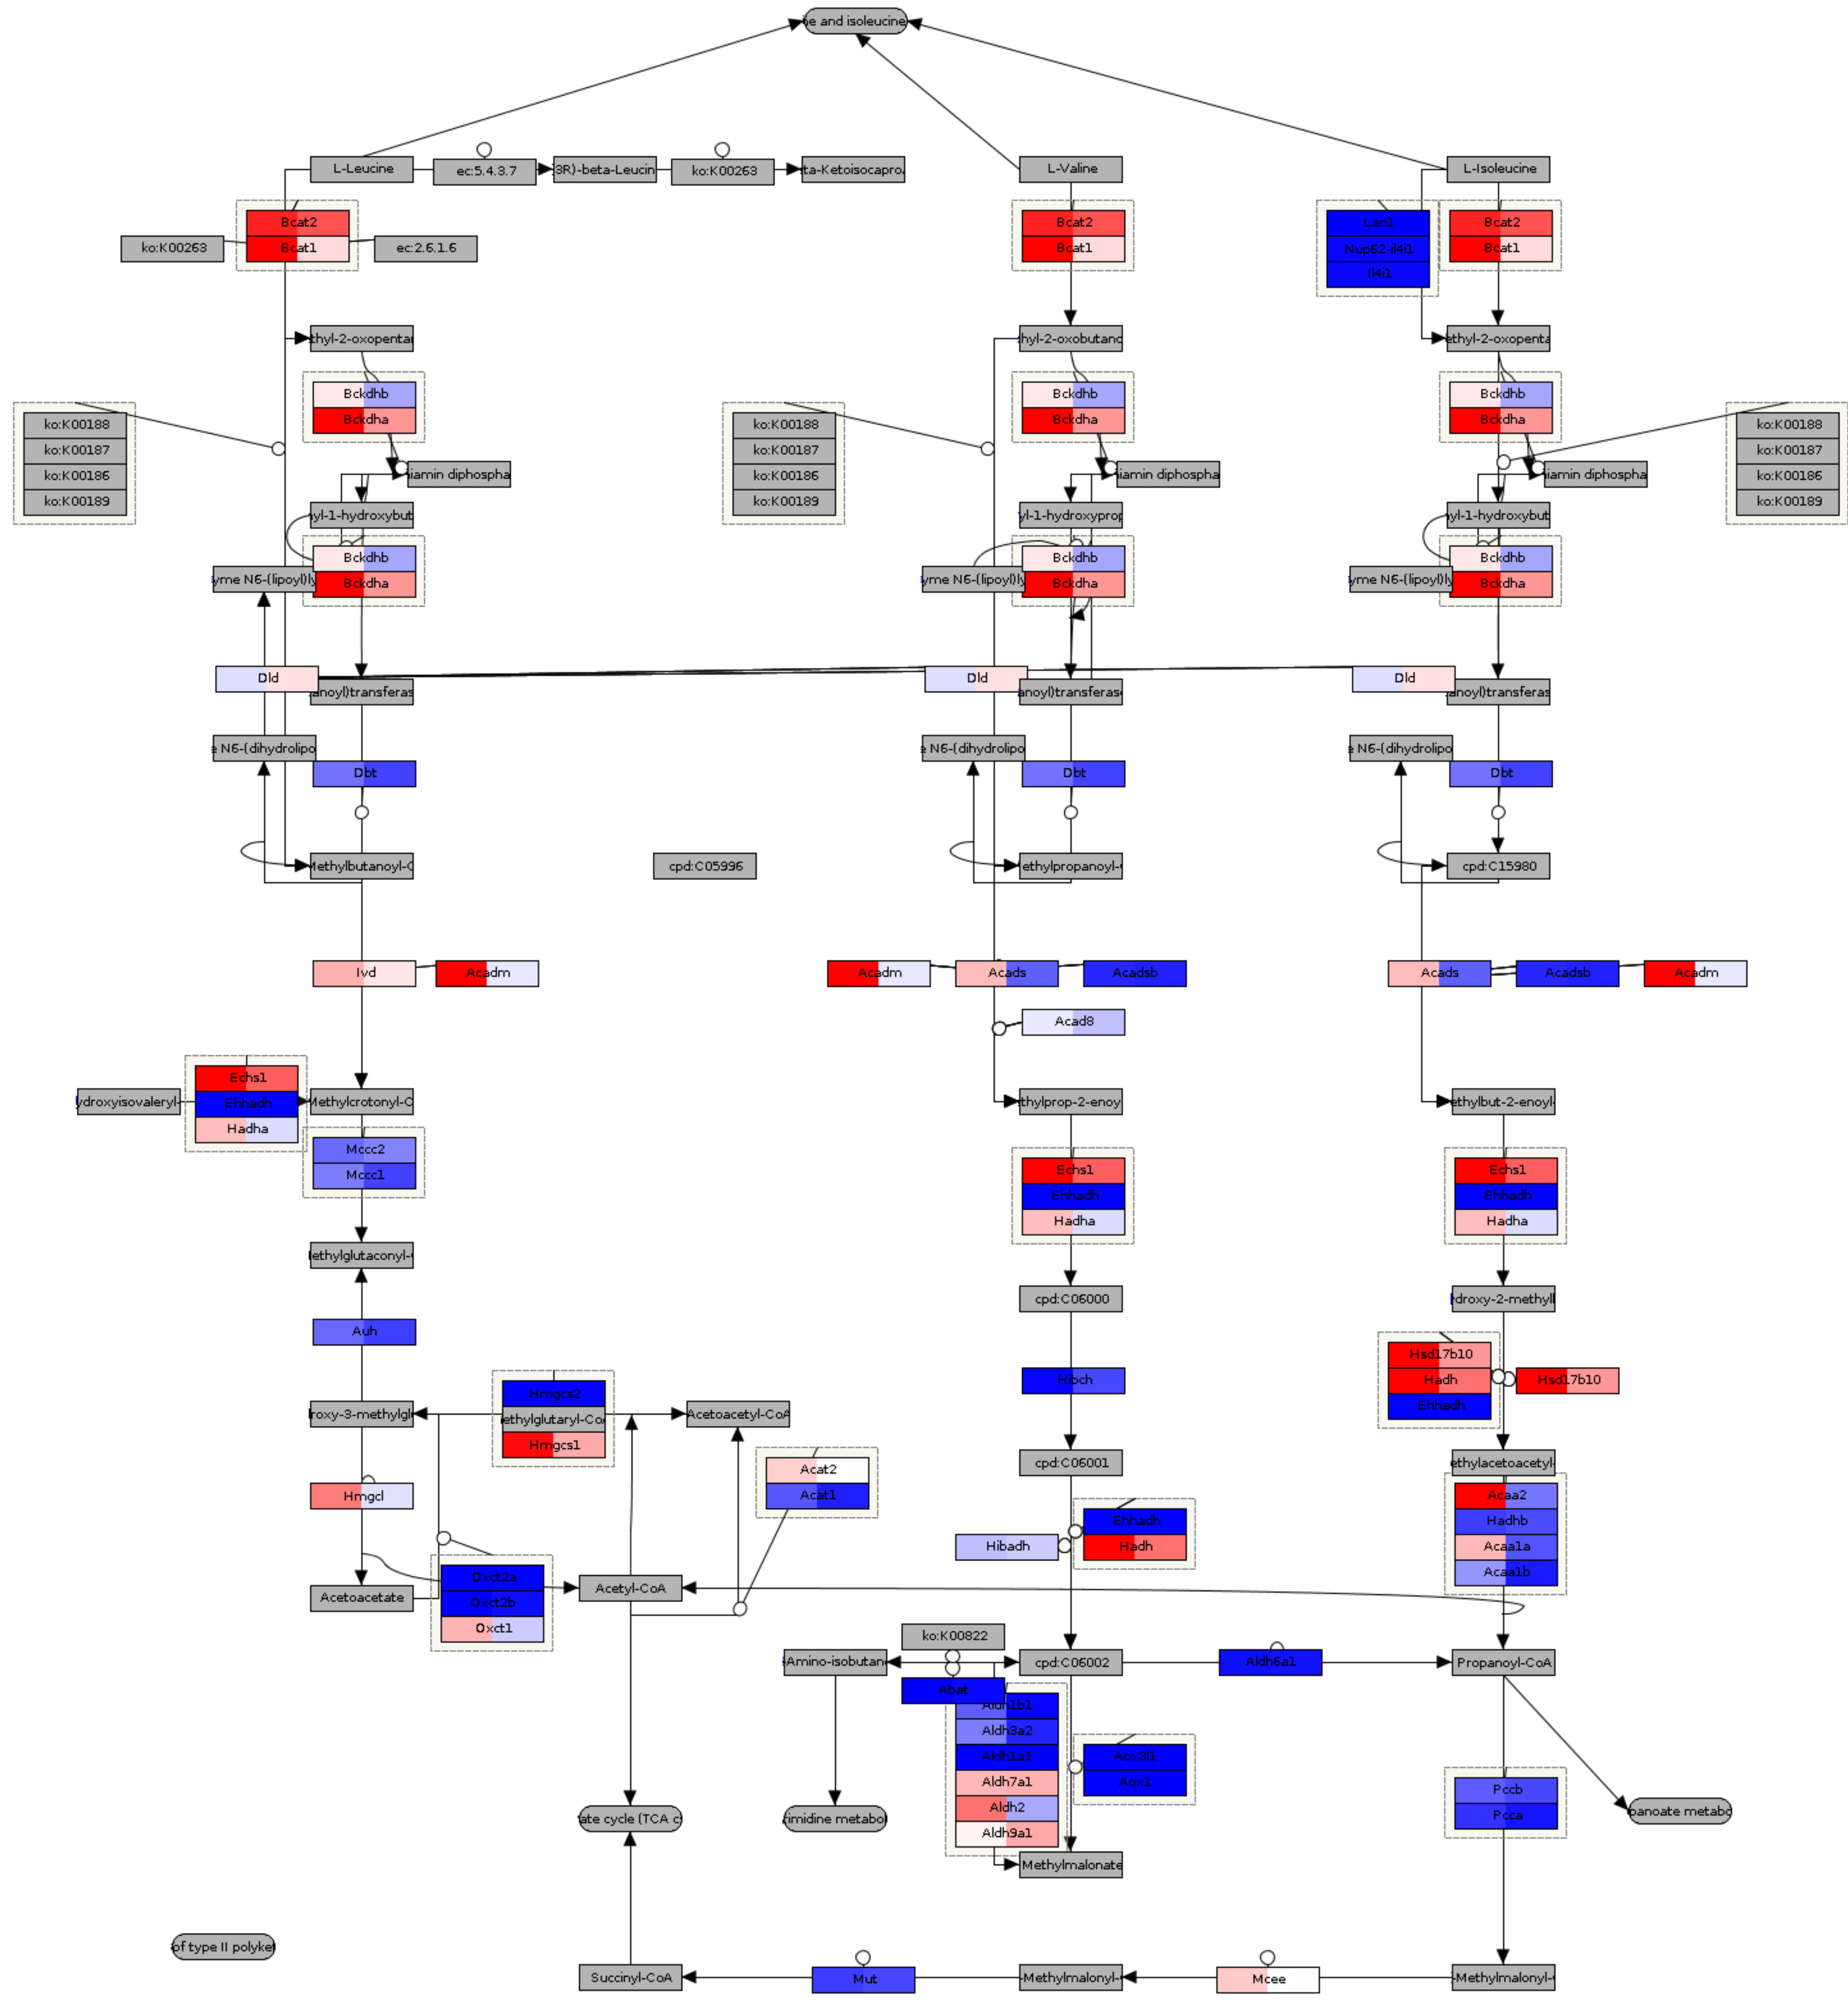 e and isoleucine
L-Leucine
ec:5.4.3.7
3R)-beta-Leucin
ko:K00263
ta-Ketoisocapro
L-Valine
L-Isoleucine
Bcat2
Bcat1
ko:K00263
ec:2.6.1.6
Bcat2
Bcat1
Lao1
Nup62-il4i1
Il4i1
Bcat2
Bcat1
thyl-2-oxopenta
hyl-2-oxobutano
ethyl-2-oxopenta
Bckdhb
Bckdha
Bckdhb
Bckdha
Bckdhb
Bckdha
ko:K00188
ko:K00187
ko:K00186
ko:K00189
ko:K00188
ko:K00187
ko:K00186
ko:K00189
ko:K00188
ko:K00187
ko:K00186
ko:K00189
iamin diphospha
iamin diphospha
iamin diphospha
yl-1-hydroxybut
yl-1-hydroxyprop
yl-1-hydroxybut
Bckdhb
Bckdha
Bckdhb
Bckdha
Bckdhb
Bckdha
yme N6-(lipoyl)ly
yme N6-(lipoyl)ly
yme N6-(lipoyl)ly
Dld
Dld
Dld
anoyl)transferas
anoyl)transferase
anoyl)transferas
e N6-(dihydrolipo
e N6-(dihydrolipo
e N6-(dihydrolipo
Dbt
Dbt
Dbt
Methylbutanoyl-C
cpd:C05996
ethylpropanoyl-
cpd:C15980
Ivd
Acadm
Acadm
Acads
Acadsb
Acads
Acadsb
Acadm
Acad8
Echs1
Ehhadh
Hadha
ydroxyisovaleryl-
Methylcrotonyl-C
thylprop-2-enoy
ethylbut-2-enoyl-
Mccc2
Mccc1
Echs1
Ehhadh
Hadha
Echs1
Ehhadh
Hadha
lethylglutaconyl-
cpd:C06000
droxy-2-methyll
Auh
Hibch
Hsd17b10
Hadh
Ehhadh
Hsd17b10
roxy-3-methylgl
Hmgcs2
ethylglutaryl-Co
Hmgcs1
Acetoacetyl-CoA
cpd:C06001
ethylacetoacetyl-
Acat2
Acat1
Hmgcl
Acaa2
Hadhb
Acaa1a
Acaa1b
Ehhadh
Hadh
Hibadh
Oxct2a
Oxct2b
Oxct1
Acetoacetate
Acetyl-CoA
ko:K00822
Amino-isobutan
cpd:C06002
Aldh6a1
Propanoyl-CoA
Abat
Aldh1b1
Aldh3a2
Aldh1a1
Aldh7a1
Aldh2
Aldh9a1
Aox3l1
Aox1
Pccb
Pcca
ate cycle (TCA c
rimidine metabol
panoate metabo
Methylmalonate
of type II polyket
Succinyl-CoA
Mut
-Methylmalonyl-
Mcee
-Methylmalonyl-